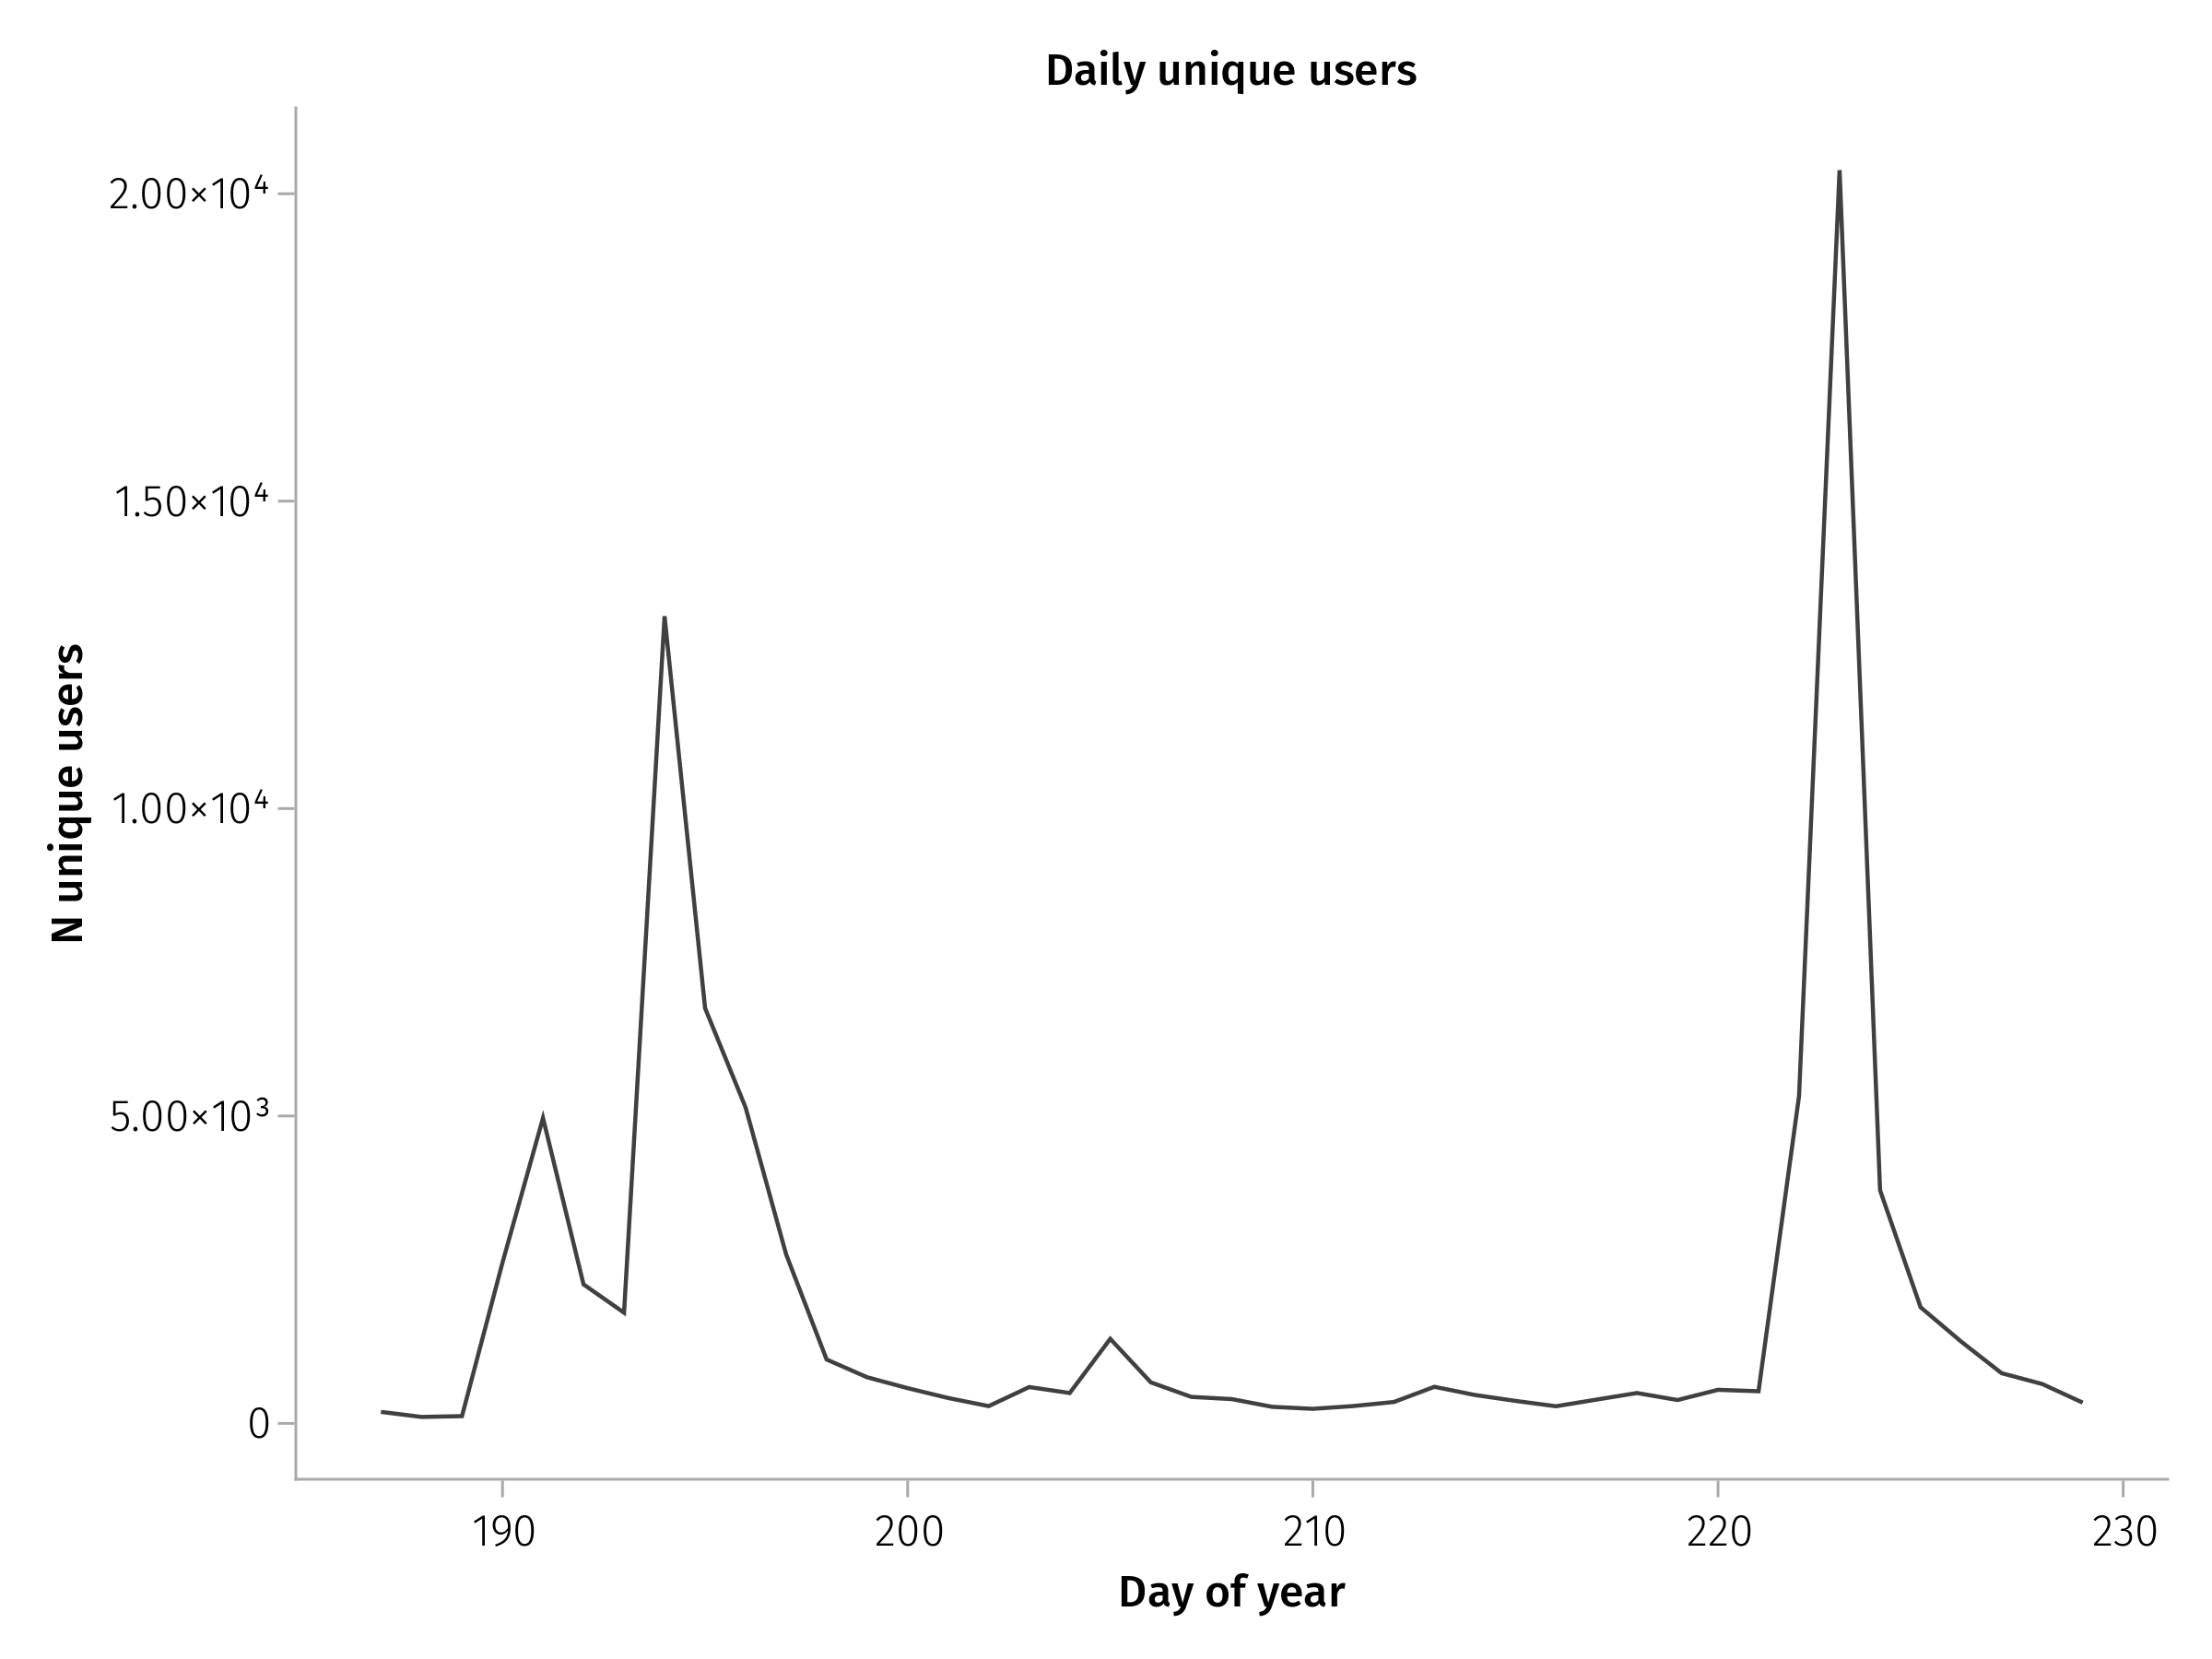 Daily unique users
N unique users
2.00×10⁴
1.50×10⁴
1.00×10⁴
5.00×10³
0
190 200 210 220 230
Day of year